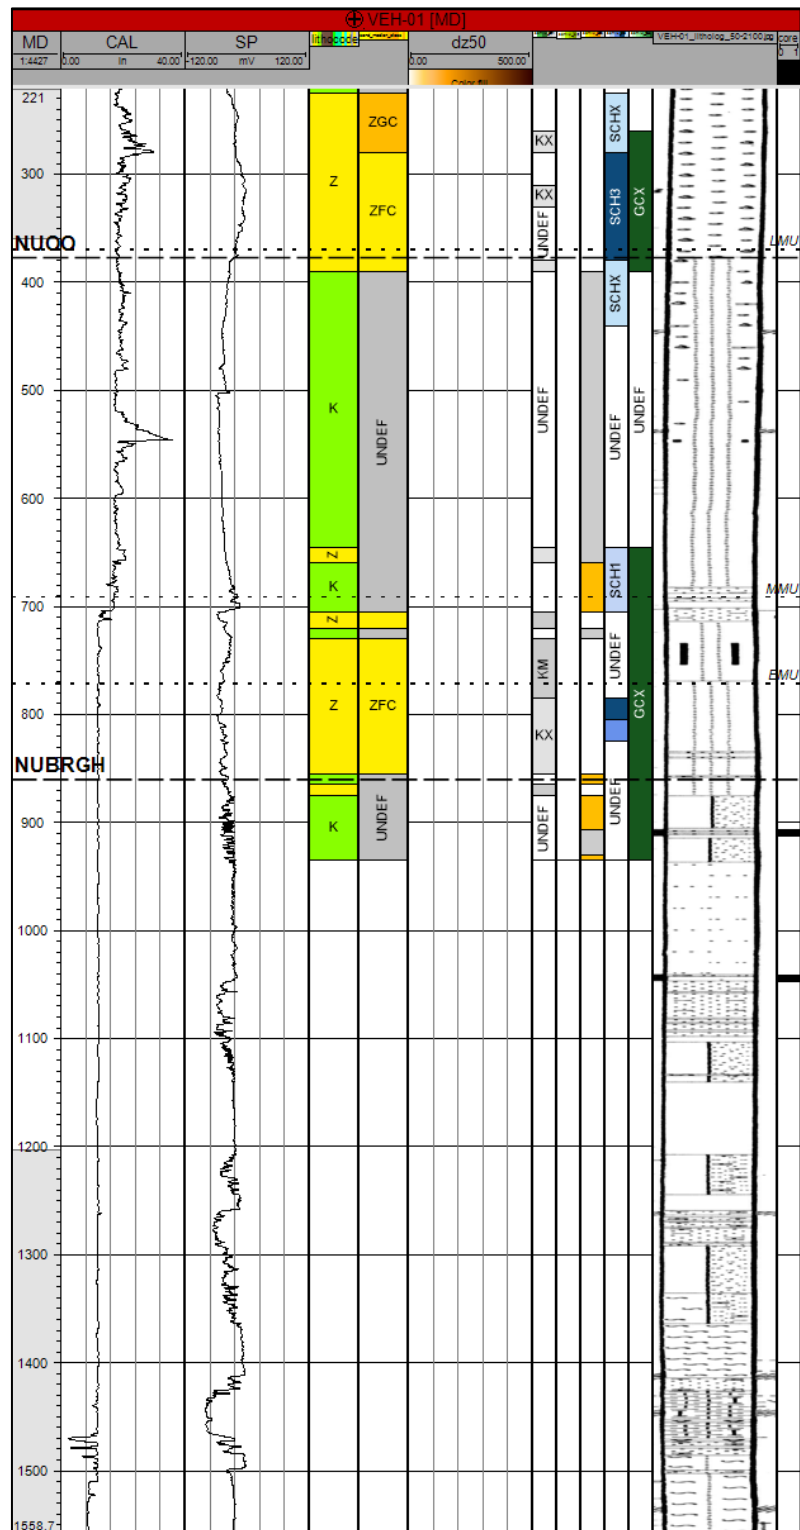 VEH-01 [MD]
MD CAL SP lithocode dz50 VEH-01_litholog_50-2100.jpg core
1:4427 0.00 in 40.00 -120.00 mV 120.00 0.00 500.00 0 1
Color fill
221
ZGC SCHX
KX
300
Z KX ZFC SCH3 GCX
UNDEF
NUOO LMU
400
SCHX
500
K UNDEF UNDEF UNDEF UNDEF
600
Z
K SCH1
MMU
700
Z
KM UNDEF
EMU
Z ZFC GCX
800
KX
NUBRGH
UNDEF
K UNDEF UNDEF
900
1000
1100
1200
1300
1400
1500
1558.7